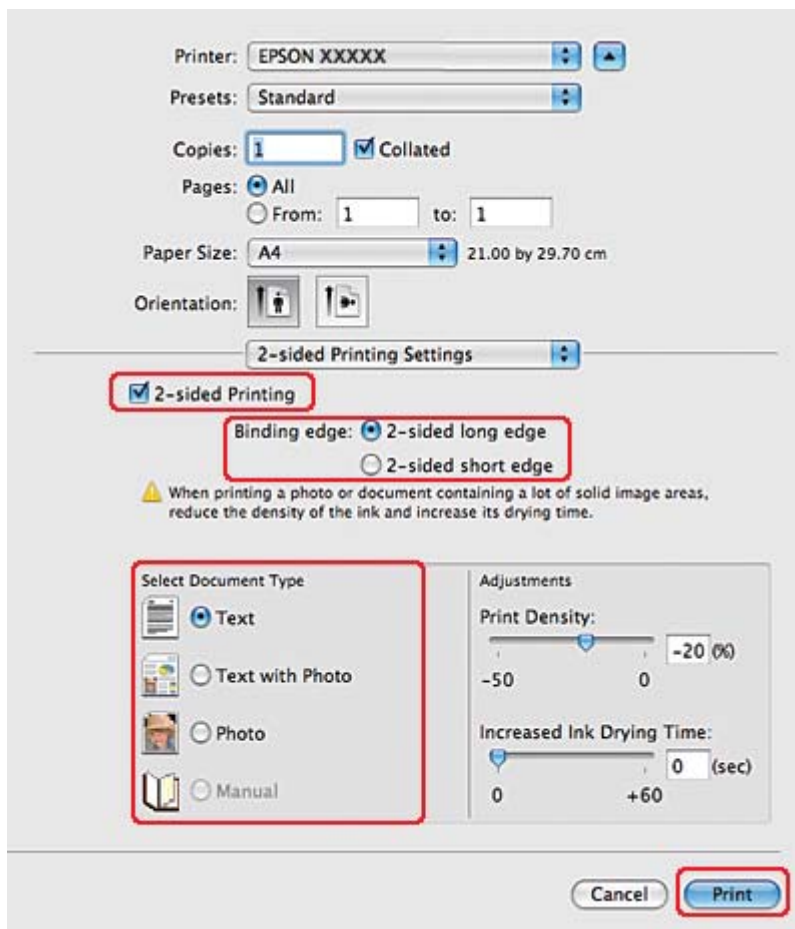 Printer: EPSON XXXXX
Presets: Standard
Copies: 1 Collated
Pages: All
From: 1 to: 1
Paper Size: A4 21.00 by 29.70 cm
Orientation:
2-sided Printing Settings
2-sided Printing
Binding edge: 2-sided long edge
2-sided short edge
When printing a photo or document containing a lot of solid image areas,
reduce the density of the ink and increase its drying time.
Select Document Type
Text
Text with Photo
Photo
Manual
Adjustments
Print Density:
-20 (%)
-50 0
Increased Ink Drying Time:
0 (sec)
0 +60
Cancel Print